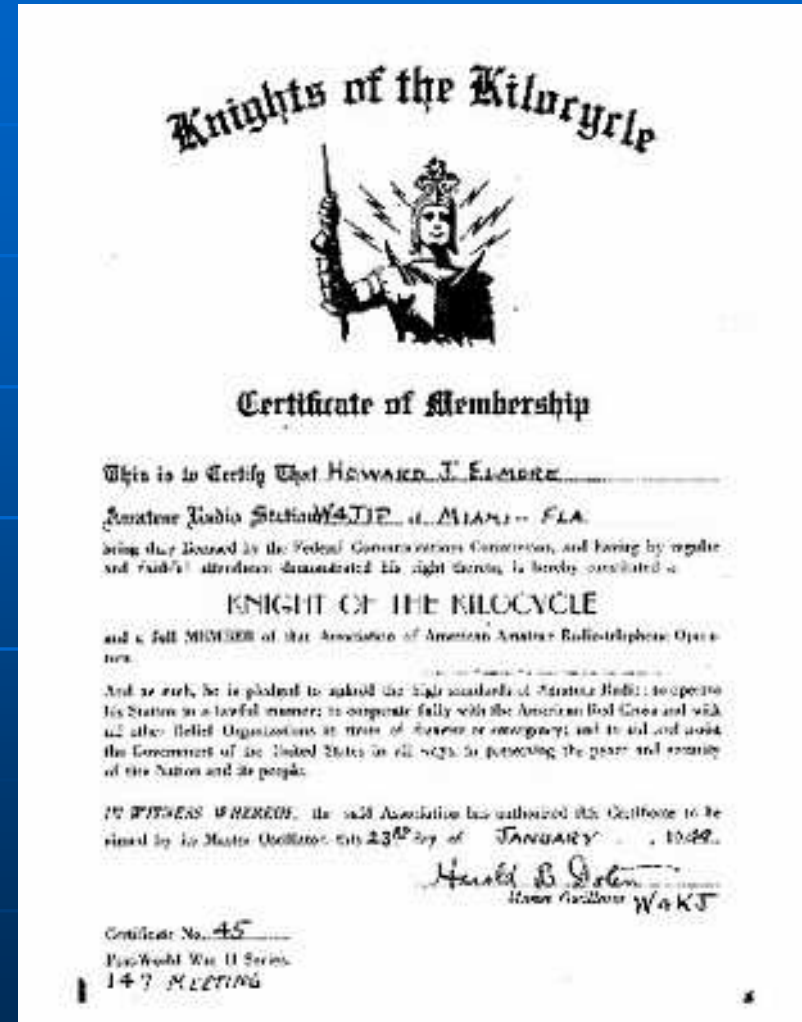 Knights of the Kilocycle
Certificate of Membership
This is to Certify That HOWARD J. ELMORE
Amateur Radio Station W4JIP at MIAMI - FLA.
being duly licensed by the Federal Communications Commission, and having by regular
and faithful attendance demonstrated his right thereto, is hereby constituted a
KNIGHT OF THE KILOCYCLE
and a full MEMBER of that Association of American Amateur Radio-telephone Opera-
tors.
And as such, he is pledged to uphold the high standards of Amateur Radio; to operate
his Station in a lawful manner; to cooperate fully with the American Red Cross and with
all other Relief Organizations in times of disaster or emergency; and to aid and assist
the Government of the United States in all ways, in preserving the peace and security
of this Nation and its people.
IN WITNESS WHEREOF, the said Association has authorized this Certificate to be
signed by its Master Oscillator, this 23RD day of JANUARY, 19
Harold B.
Master Oscillator W4KJ
Certificate No. 45
Post-World War II Series.
147 MEETING